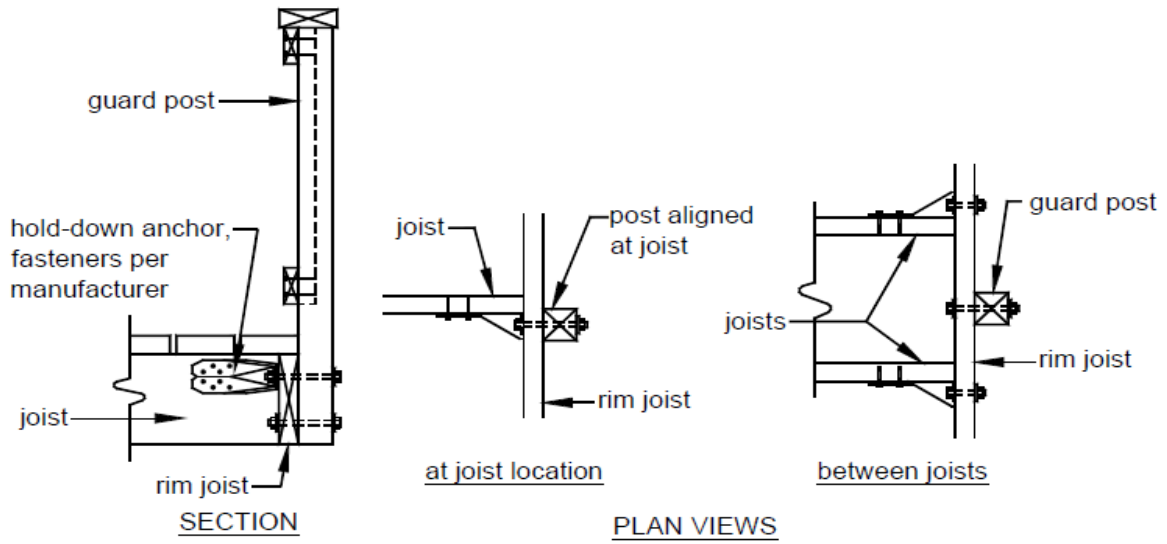 guard post
hold-down anchor,
fasteners per
manufacturer
joist
rim joist
SECTION
joist
post aligned
at joist
rim joist
at joist location
guard post
joists
rim joist
between joists
PLAN VIEWS